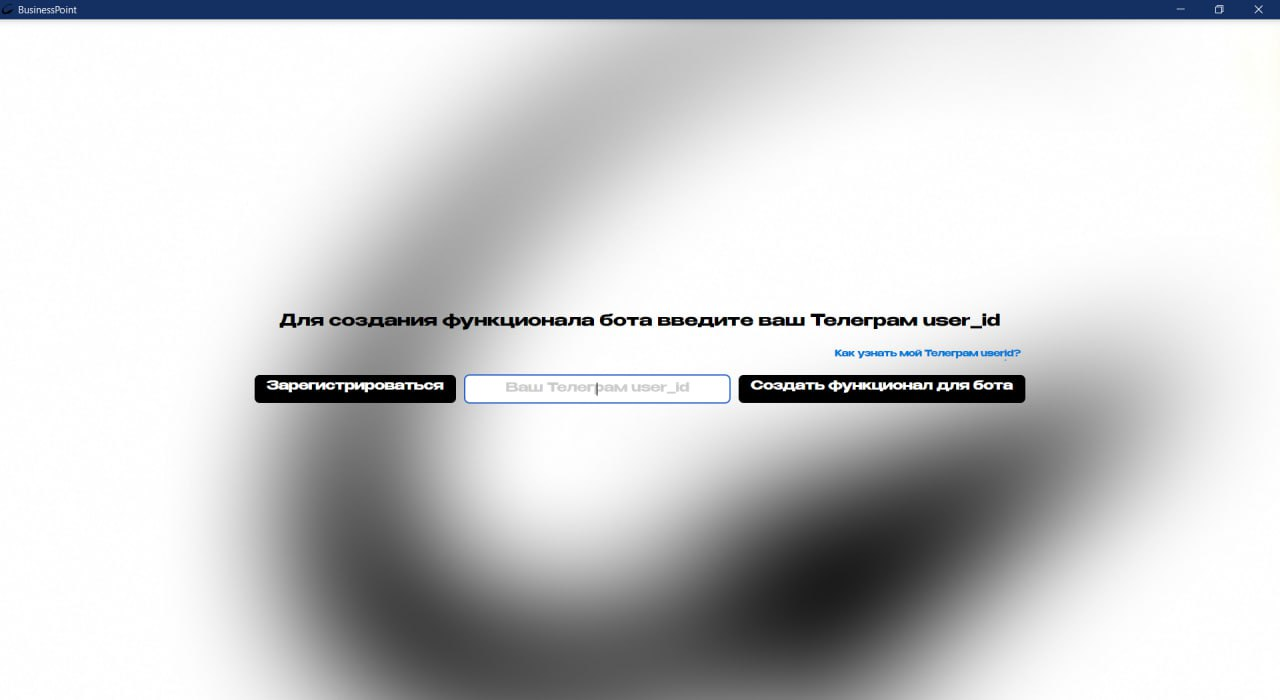 BusinessPoint
Для создания функционала бота введите ваш Телеграм user_id
Как узнать мой Телеграм userid?
Зарегистрироваться
Ваш Телеграм user_id
Создать функционал для бота